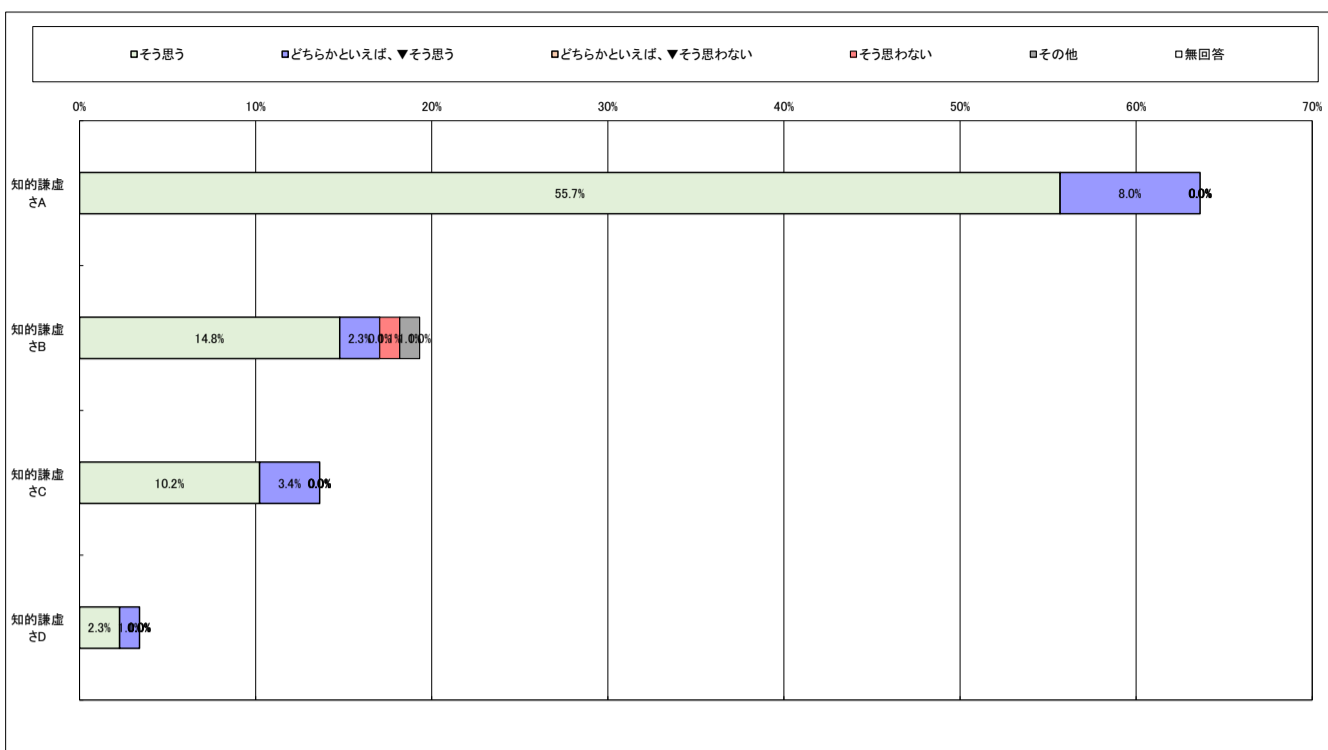 そう思う どちらかといえば、▼そう思う どちらかといえば、▼そう思わない そう思わない その他 無回答
0% 10% 20% 30% 40% 50% 60% 70%
知的謙虚
さA
55.7% 8.0% 0.0%
知的謙虚
さB
14.8% 2.3%
知的謙虚
さC
10.2% 3.4% 0.0%
知的謙虚
さD
2.3% 0.0%